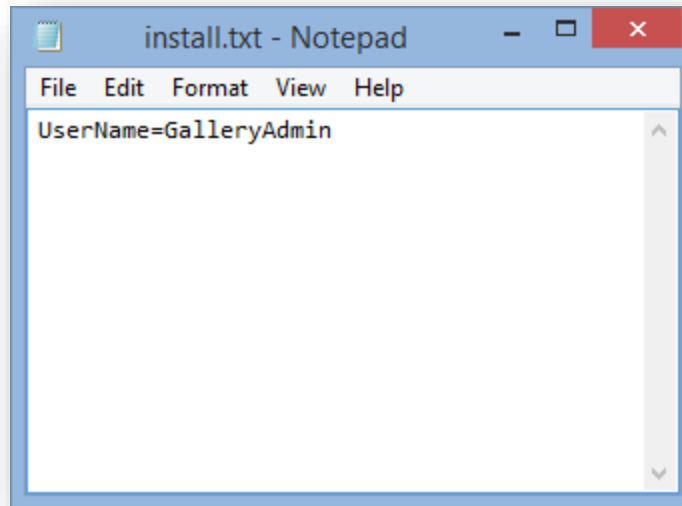 install.txt - Notepad
File Edit Format View Help
UserName=GalleryAdmin